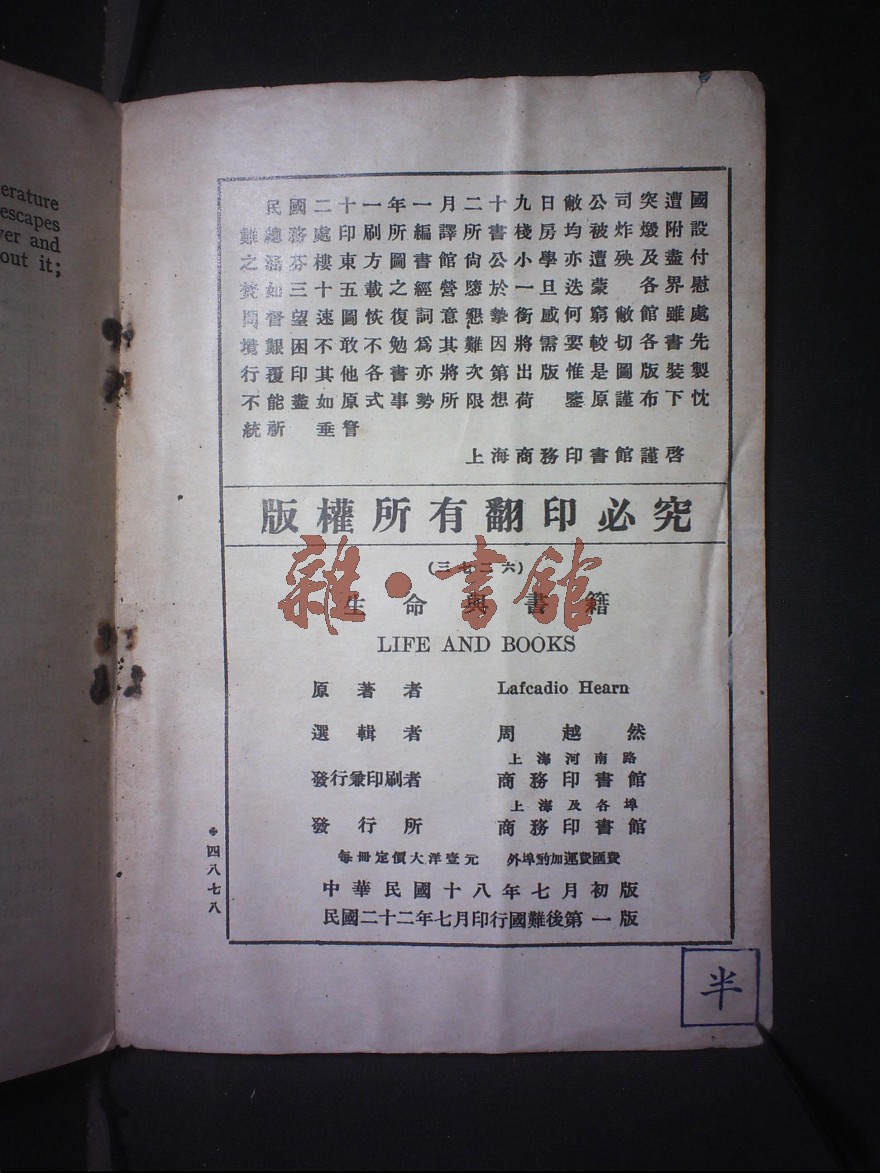 erature
escapes
ver and
out it;
民國二十一年一月二十九日敝公司突遭國
難總務處印刷所編譯所書棧房均被炸燬附設
之涵芬樓東方圖書館尚公小學亦遭殃及盡付
焚如三十五載之經營隳於一旦迭蒙 各界慰
問督望速圖恢復詞意懇摯銜感何窮敝館雖處
境艱困不敢不勉爲其難因將需要較切各書先
行覆印其他各書亦將次第出版惟是圖版裝製
不能盡如原式事勢所限想荷 鑒原謹布下忱
統祈 垂詧
上海商務印書館謹啓
版權所有翻印必究
(三七二六)
雜·書館
生命與書籍
LIFE AND BOOKS
原著者 Lafcadio Hearn
選輯者 周越然
上海河南路
發行兼印刷者 商務印書館
上海及各埠
發行所 商務印書館
每冊定價大洋壹元 外埠酌加運費匯費
中華民國十八年七月初版
民國二十二年七月印行國難後第一版
四八七八
半